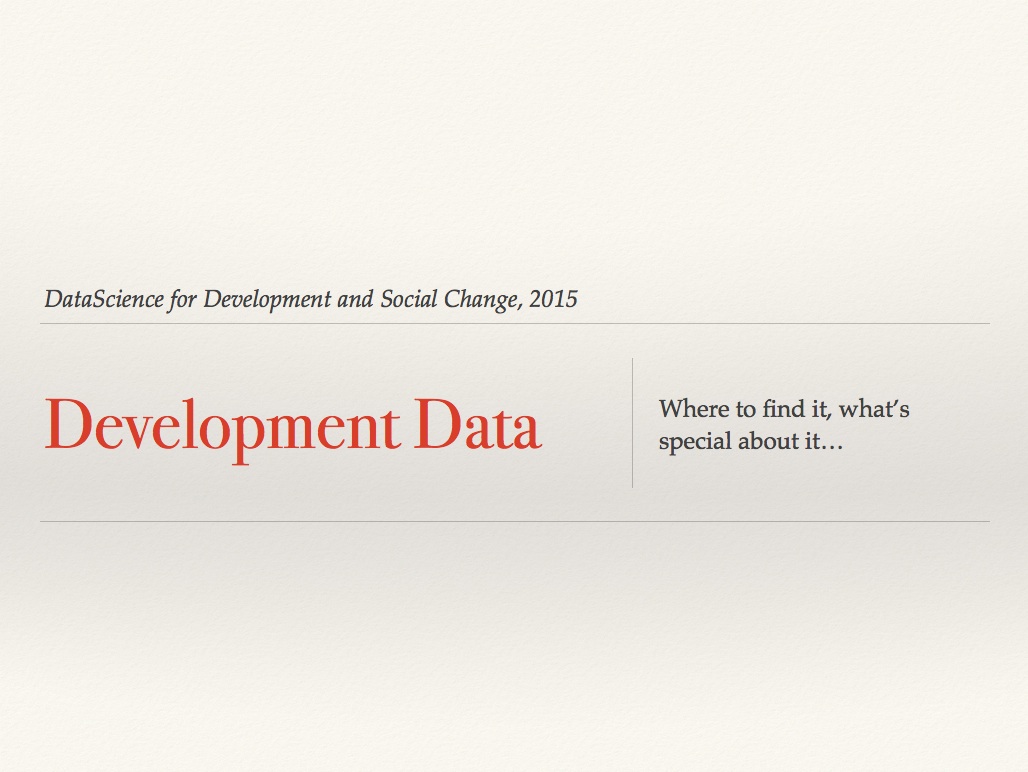 DataScience for Development and Social Change, 2015
Development Data
Where to find it, what’s
special about it…